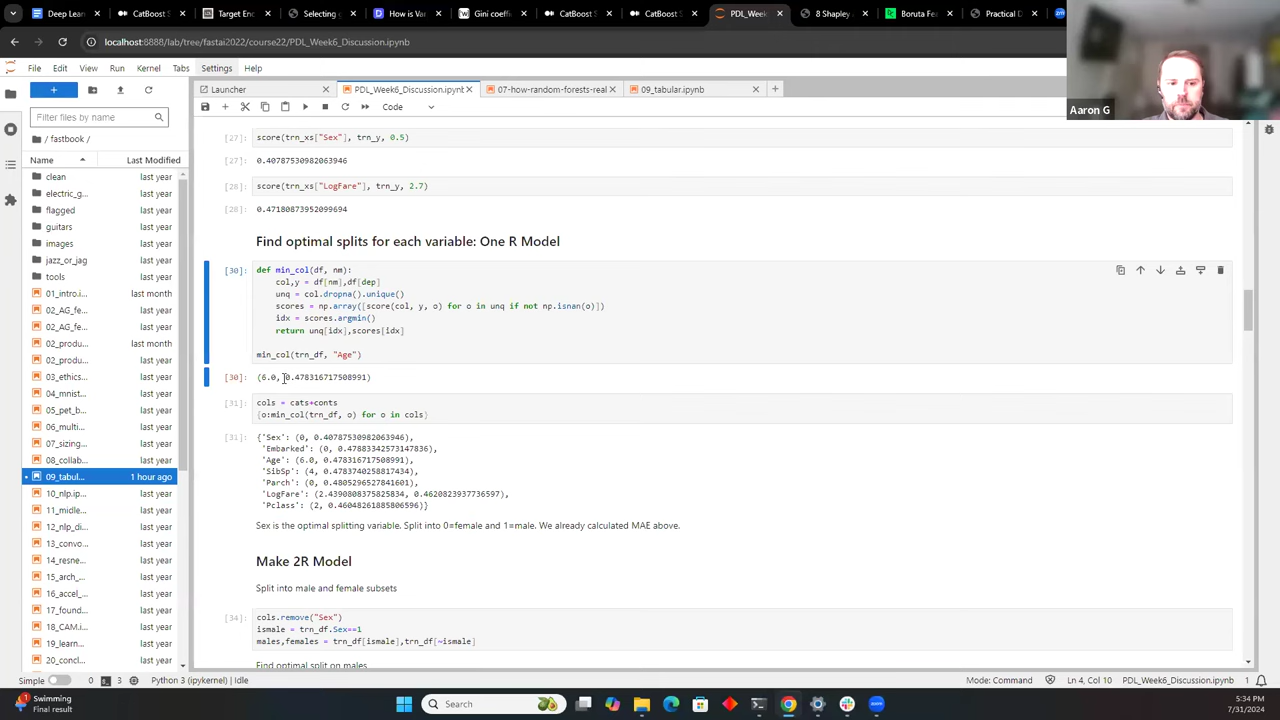 Deep Lear
CatBoost
Target Enc
Selecting g
How is Var
Gini coeffic
CatBoost S
CatBoost S
PDL_Week
8 Shapley
Boruta Fea
Practical D
localhost:8888/lab/tree/fastai2022/course22/PDL_Week6_Discussion.ipynb
File Edit View Run Kernel Tabs Settings Help
Launcher
PDL_Week6_Discussion.ipynt
07-how-random-forests-real
09_tabular.ipynb
Code
Aaron G
Filter files by name
/ fastbook /
Name Last Modified
clean last year
electric_g... last year
flagged last year
guitars last year
images last year
jazz_or_jag last year
tools last year
01_intro.i... last month
02_AG_fe... last year
02_AG_fe... last year
02_produ... last month
02_produ... last year
03_ethics... last year
04_mnist... last year
05_pet_b... last year
06_multi... last year
07_sizing... last year
08_collab... last year
09_tabul... 1 hour ago
10_nlp.ip... last year
11_midle... last year
12_nlp_di... last year
13_convo... last year
14_resne... last year
15_arch_... last year
16_accel_... last year
17_found... last year
18_CAM.i... last year
19_learn... last year
20_concl... last year
[27]: score(trn_xs["Sex"], trn_y, 0.5)
[27]: 0.40787530982063946
[28]: score(trn_xs["LogFare"], trn_y, 2.7)
[28]: 0.47180873952099694
Find optimal splits for each variable: One R Model
[30]: def min_col(df, nm):
col,y = df[nm],df[dep]
unq = col.dropna().unique()
scores = np.array([score(col, y, o) for o in unq if not np.isnan(o)])
idx = scores.argmin()
return unq[idx],scores[idx]
min_col(trn_df, "Age")
[30]: (6.0, 0.478316717508991)
[31]: cols = cats+conts
{o:min_col(trn_df, o) for o in cols}
[31]: {'Sex': (0, 0.40787530982063946),
'Embarked': (0, 0.47883342573147836),
'Age': (6.0, 0.478316717508991),
'SibSp': (4, 0.4783740258817434),
'Parch': (0, 0.4805296527841601),
'LogFare': (2.4390808375825834, 0.4620823937736597),
'Pclass': (2, 0.46048261885806596)}
Sex is the optimal splitting variable. Split into 0=female and 1=male. We already calculated MAE above.
Make 2R Model
Split into male and female subsets
[34]: cols.remove("Sex")
ismale = trn_df.Sex==1
males,females = trn_df[ismale],trn_df[~ismale]
Find optimal split on males
Simple 0 3 Python 3 (ipykernel) | Idle Mode: Command Ln 4, Col 10 PDL_Week6_Discussion.ipynb 1
Swimming
Final result
Search
5:34 PM
7/31/2024